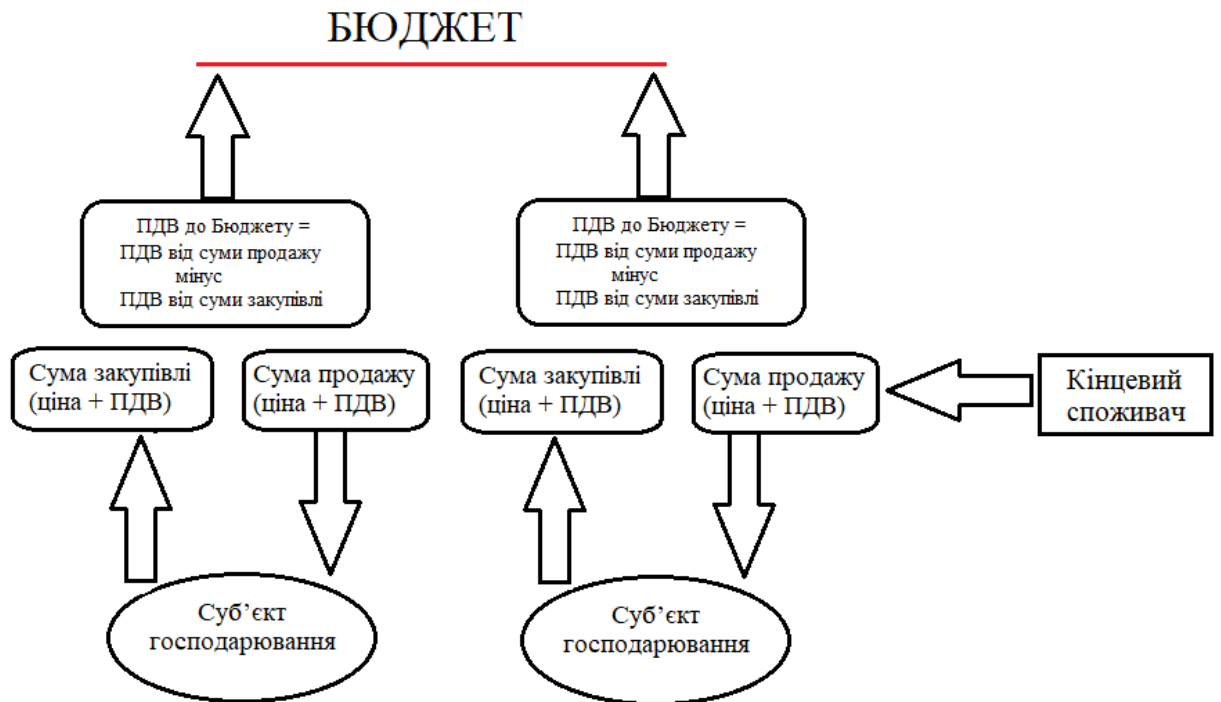 БЮДЖЕТ
ПДВ до Бюджету =
ПДВ від суми продажу
мінус
ПДВ від суми закупівлі
ПДВ до Бюджету =
ПДВ від суми продажу
мінус
ПДВ від суми закупівлі
Сума закупівлі
(ціна + ПДВ)
Сума продажу
(ціна + ПДВ)
Сума закупівлі
(ціна + ПДВ)
Сума продажу
(ціна + ПДВ)
Кінцевий
споживач
Суб’єкт
господарювання
Суб’єкт
господарювання